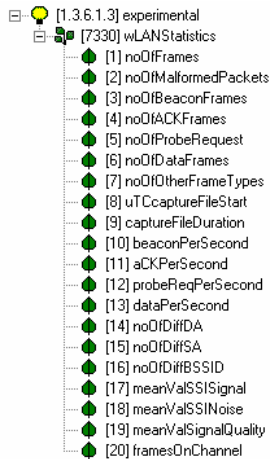 [1.3.6.1.3] experimental
[7330] wLANStatistics
[1] noOfFrames
[2] noOfMalformedPackets
[3] noOfBeaconFrames
[4] noOfACKFrames
[5] noOfProbeRequest
[6] noOfDataFrames
[7] noOfOtherFrameTypes
[8] uTCcaptureFileStart
[9] captureFileDuration
[10] beaconPerSecond
[11] aCKPerSecond
[12] probeReqPerSecond
[13] dataPerSecond
[14] noOfDiffDA
[15] noOfDiffSA
[16] noOfDiffBSSID
[17] meanValSSISignal
[18] meanValSSINoise
[19] meanValSignalQuality
[20] framesOnChannel